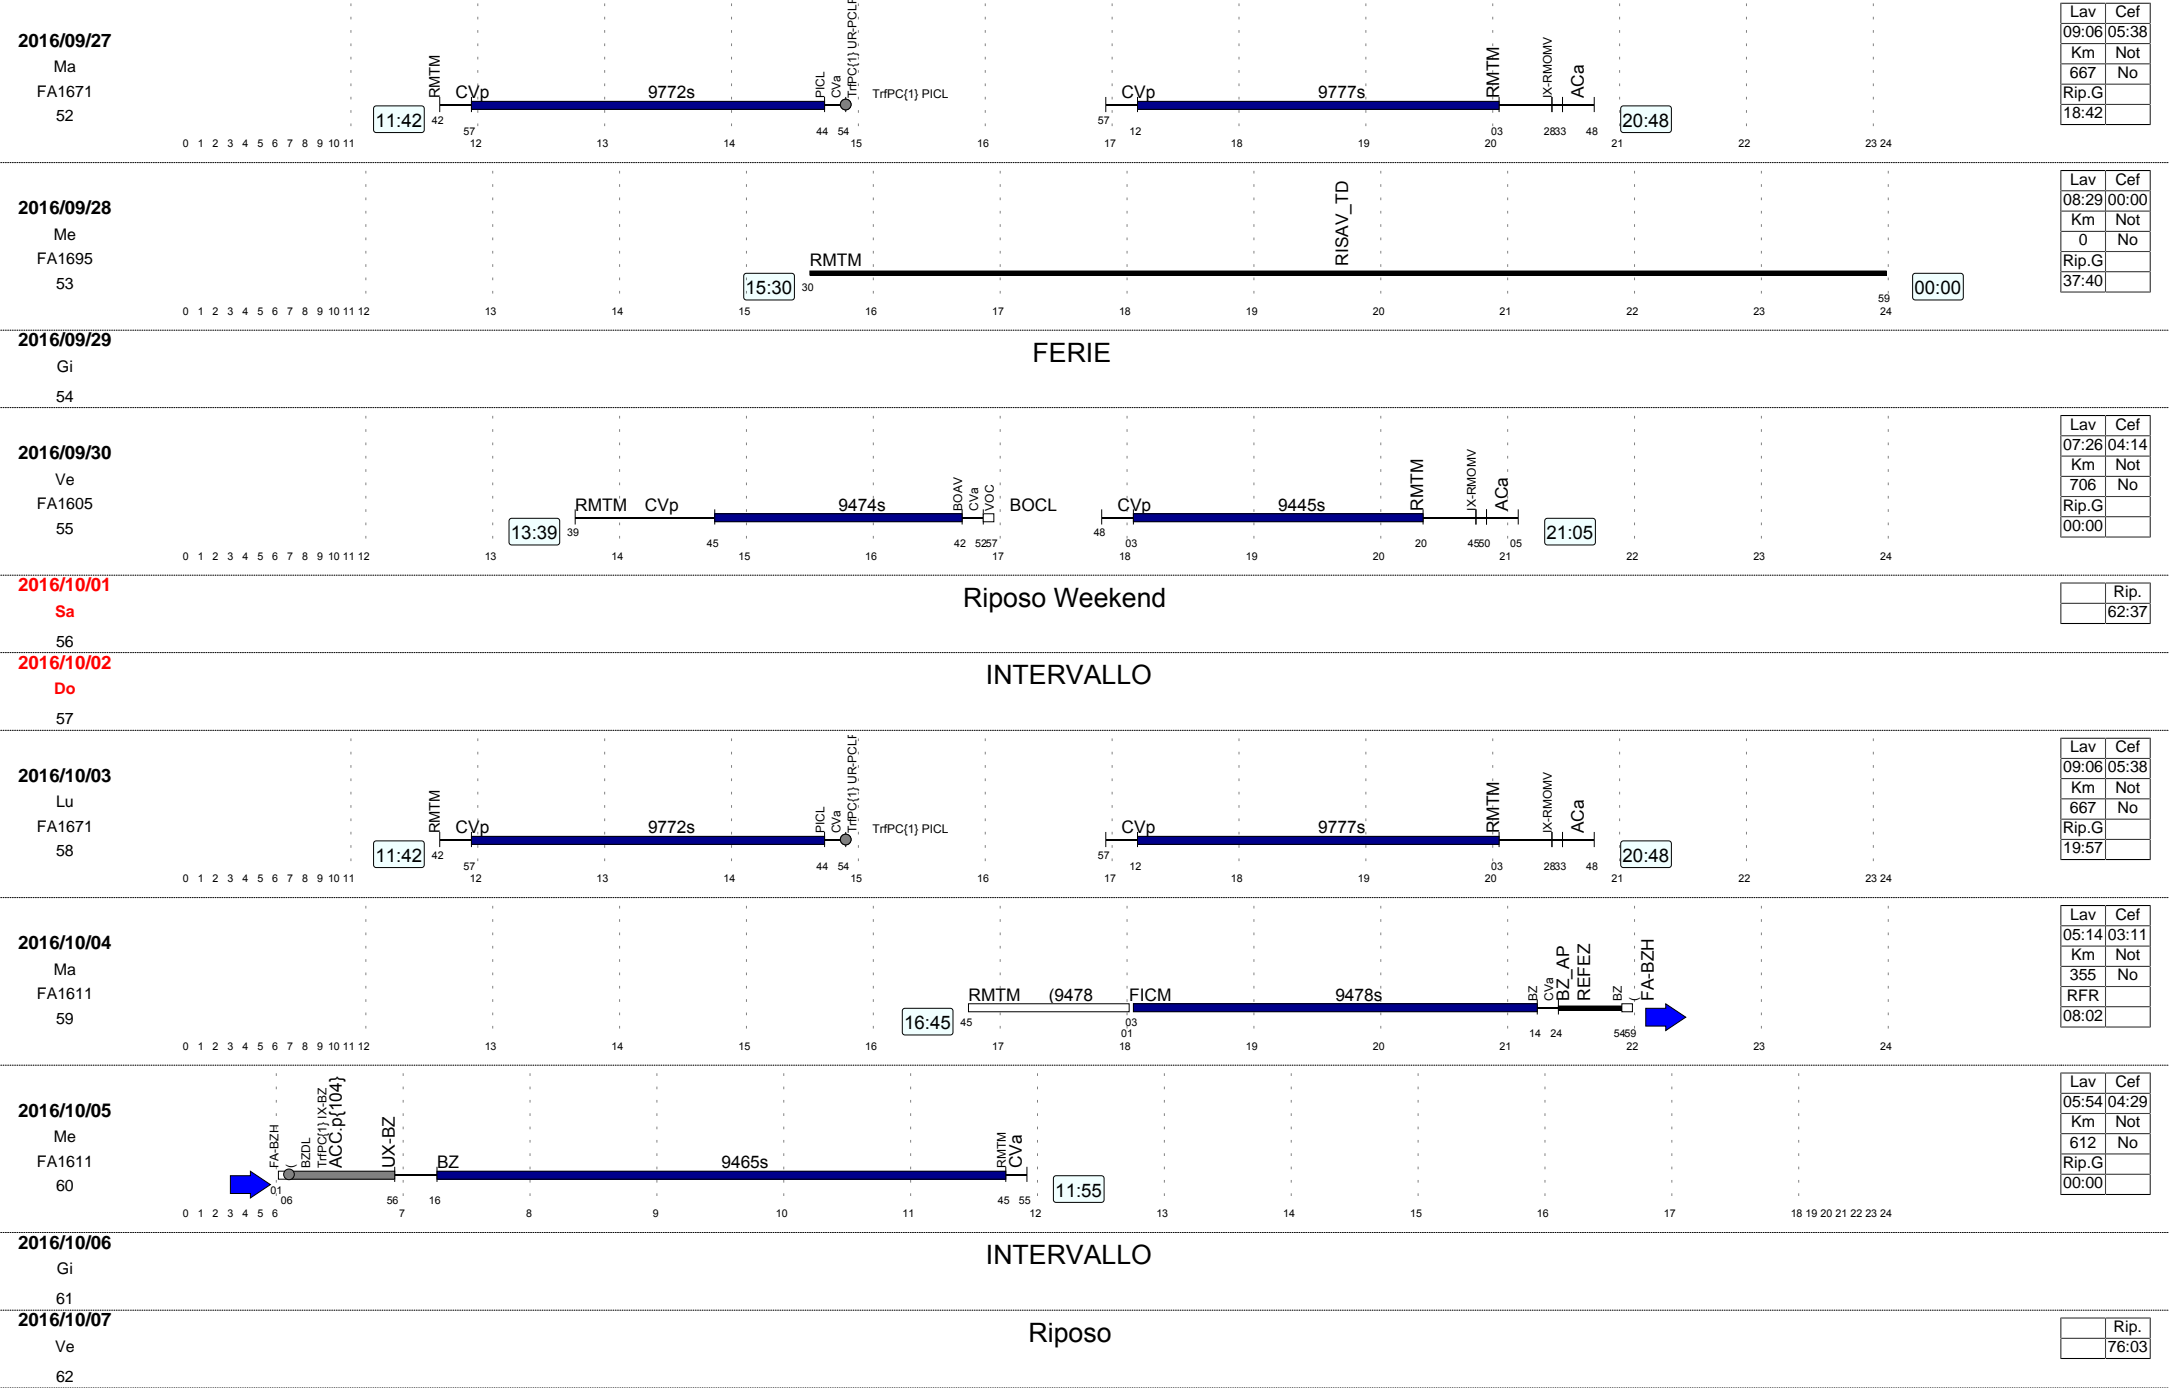 2016/09/27
Ma
FA1671
52
11:42
RMTM
42
CVp
57
9772s
PICL
44
CVa
54
TrfPC{1} UR-PCLF
TrfPC{1} PICL
57
CVp
12
9777s
RMTM
03
IX-RMOMV
2833
ACa
48
20:48
0 1 2 3 4 5 6 7 8 9 10 11 12 13 14 15 16 17 18 19 20 21 22 23 24
Lav Cef
09:06 05:38
Km Not
667 No
Rip.G
18:42
2016/09/28
Me
FA1695
53
15:30
30
RMTM
RISAV_TD
59
00:00
0 1 2 3 4 5 6 7 8 9 10 11 12 13 14 15 16 17 18 19 20 21 22 23 24
Lav Cef
08:29 00:00
Km Not
0 No
Rip.G
37:40
2016/09/29
Gi
54
FERIE
2016/09/30
Ve
FA1605
55
13:39
39
RMTM CVp
45
9474s
BOAV
42
CVa
5257
VOC
BOCL
48
CVp
03
9445s
RMTM
20
IX-RMOMV
4550
ACa
05
21:05
0 1 2 3 4 5 6 7 8 9 10 11 12 13 14 15 16 17 18 19 20 21 22 23 24
Lav Cef
07:26 04:14
Km Not
706 No
Rip.G
00:00
2016/10/01
Sa
56
Riposo Weekend
Rip.
62:37
2016/10/02
Do
57
INTERVALLO
2016/10/03
Lu
FA1671
58
11:42
RMTM
42
CVp
57
9772s
PICL
44
CVa
54
TrfPC{1} UR-PCLF
TrfPC{1} PICL
57
CVp
12
9777s
RMTM
03
IX-RMOMV
2833
ACa
48
20:48
0 1 2 3 4 5 6 7 8 9 10 11 12 13 14 15 16 17 18 19 20 21 22 23 24
Lav Cef
09:06 05:38
Km Not
667 No
Rip.G
19:57
2016/10/04
Ma
FA1611
59
16:45
45
RMTM (9478
03
01
FICM
9478s
BZ
14
CVa
24
BZ_AP
REFEZ
BZ
5459
(
FA-BZH
0 1 2 3 4 5 6 7 8 9 10 11 12 13 14 15 16 17 18 19 20 21 22 23 24
Lav Cef
05:14 03:11
Km Not
355 No
RFR
08:02
2016/10/05
Me
FA1611
60
FA-BZH
01
(
06
BZDL
TrfPC{1} IX-BZ
ACC.p{104}
UX-BZ
56
BZ
16
9465s
RMTM
45
CVa
55
11:55
0 1 2 3 4 5 6 7 8 9 10 11 12 13 14 15 16 17 18 19 20 21 22 23 24
Lav Cef
05:54 04:29
Km Not
612 No
Rip.G
00:00
2016/10/06
Gi
61
INTERVALLO
2016/10/07
Ve
62
Riposo
Rip.
76:03